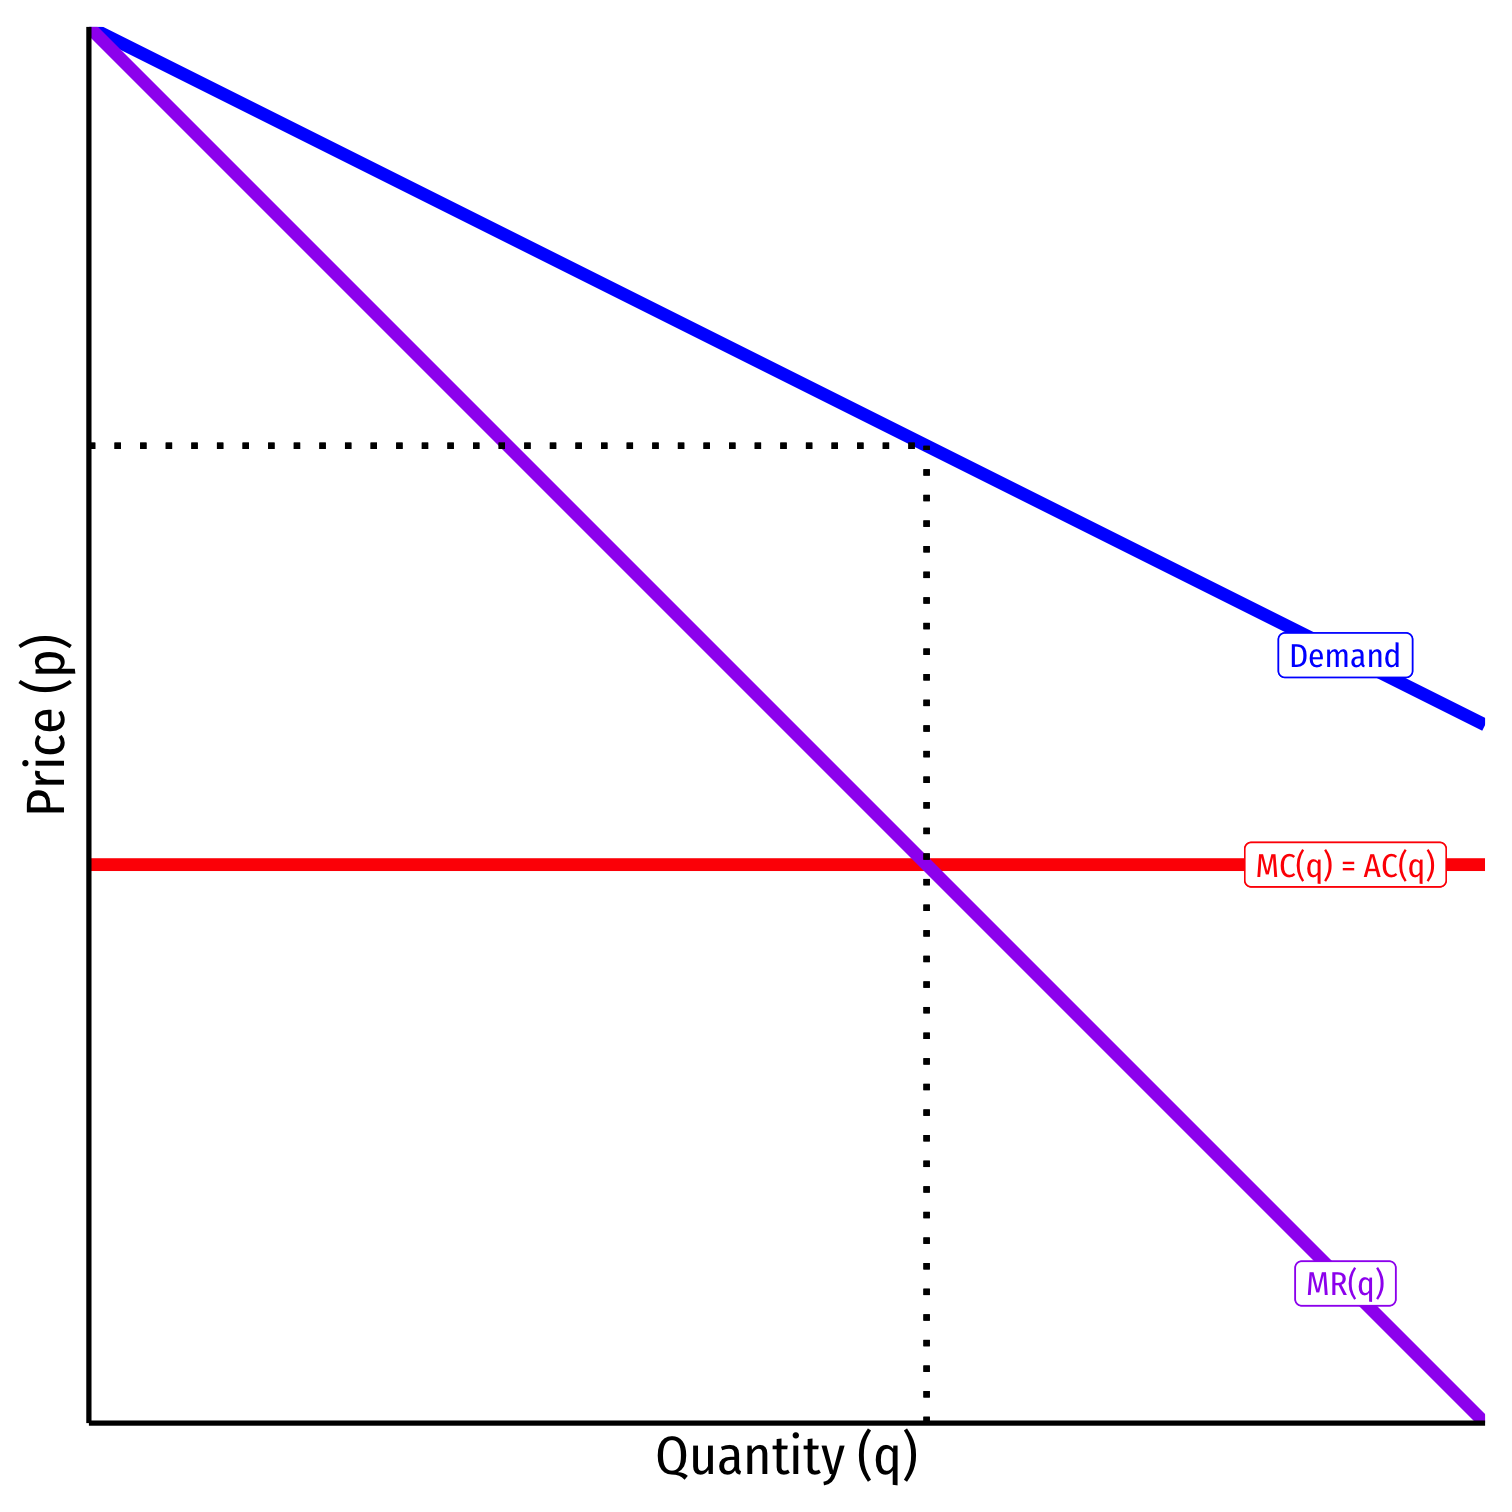 Price (p)
Demand
MC(q) = AC(q)
MR(q)
Quantity (q)